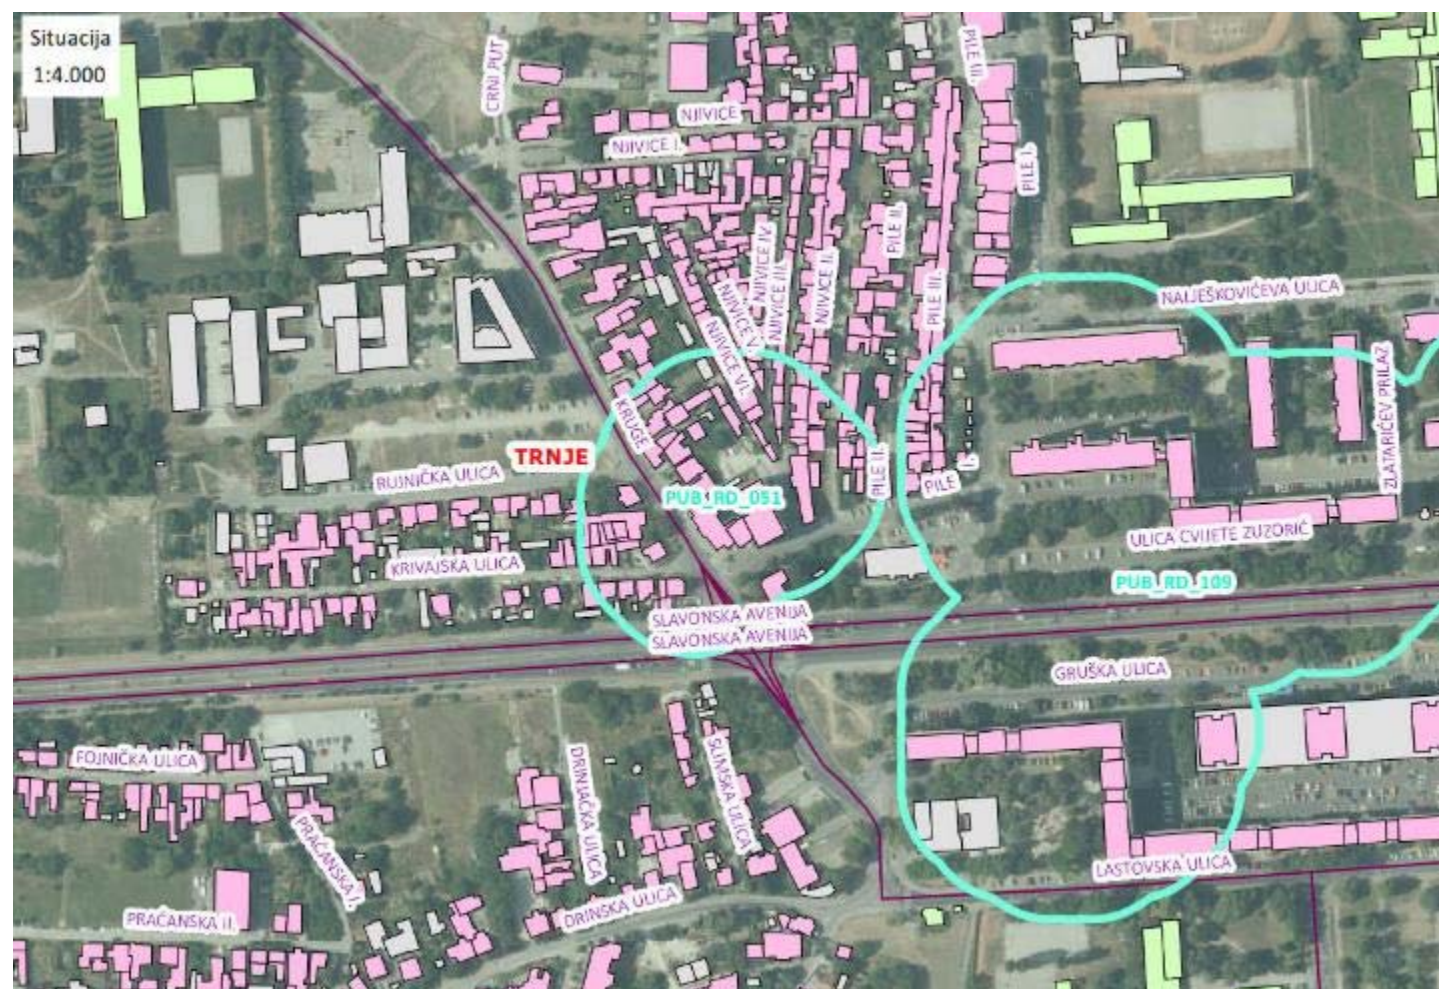 Situacija
1:4.000
CRNI PUT
PILE III.
NJIVICE
NJIVICE I.
PILE I.
PILE II.
NJIVICE IV.
NJIVICE III.
NJIVICE II.
NJIVICE V.
NJIVICE VI.
PILE III.
NALJEŠKOVIĆEVA ULICA
ZLATARIĆEV PRILAZ
KRUGE
TRNJE
RUJNIČKA ULICA
PUB_RD_051
PILE II.
PILE I.
ULICA CVIJETE ZUZORIĆ
KRIVAJSKA ULICA
PUB_RD_109
SLAVONSKA AVENIJA
SLAVONSKA AVENIJA
GRUŠKA ULICA
FOJNIČKA ULICA
DRINJAČKA ULICA
SLIMSKA ULICA
PRAČANSKA I.
LASTOVSKA ULICA
PRAČANSKA II.
DRINSKA ULICA